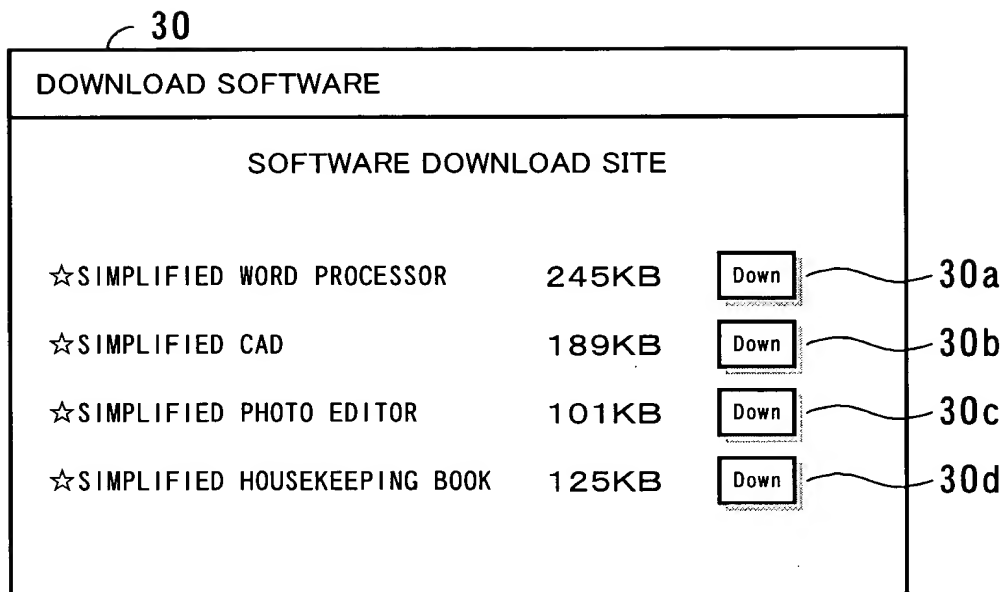 30
DOWNLOAD SOFTWARE
SOFTWARE DOWNLOAD SITE
☆SIMPLIFIED WORD PROCESSOR 245KB Down 30a
☆SIMPLIFIED CAD 189KB Down 30b
☆SIMPLIFIED PHOTO EDITOR 101KB Down 30c
☆SIMPLIFIED HOUSEKEEPING BOOK 125KB Down 30d